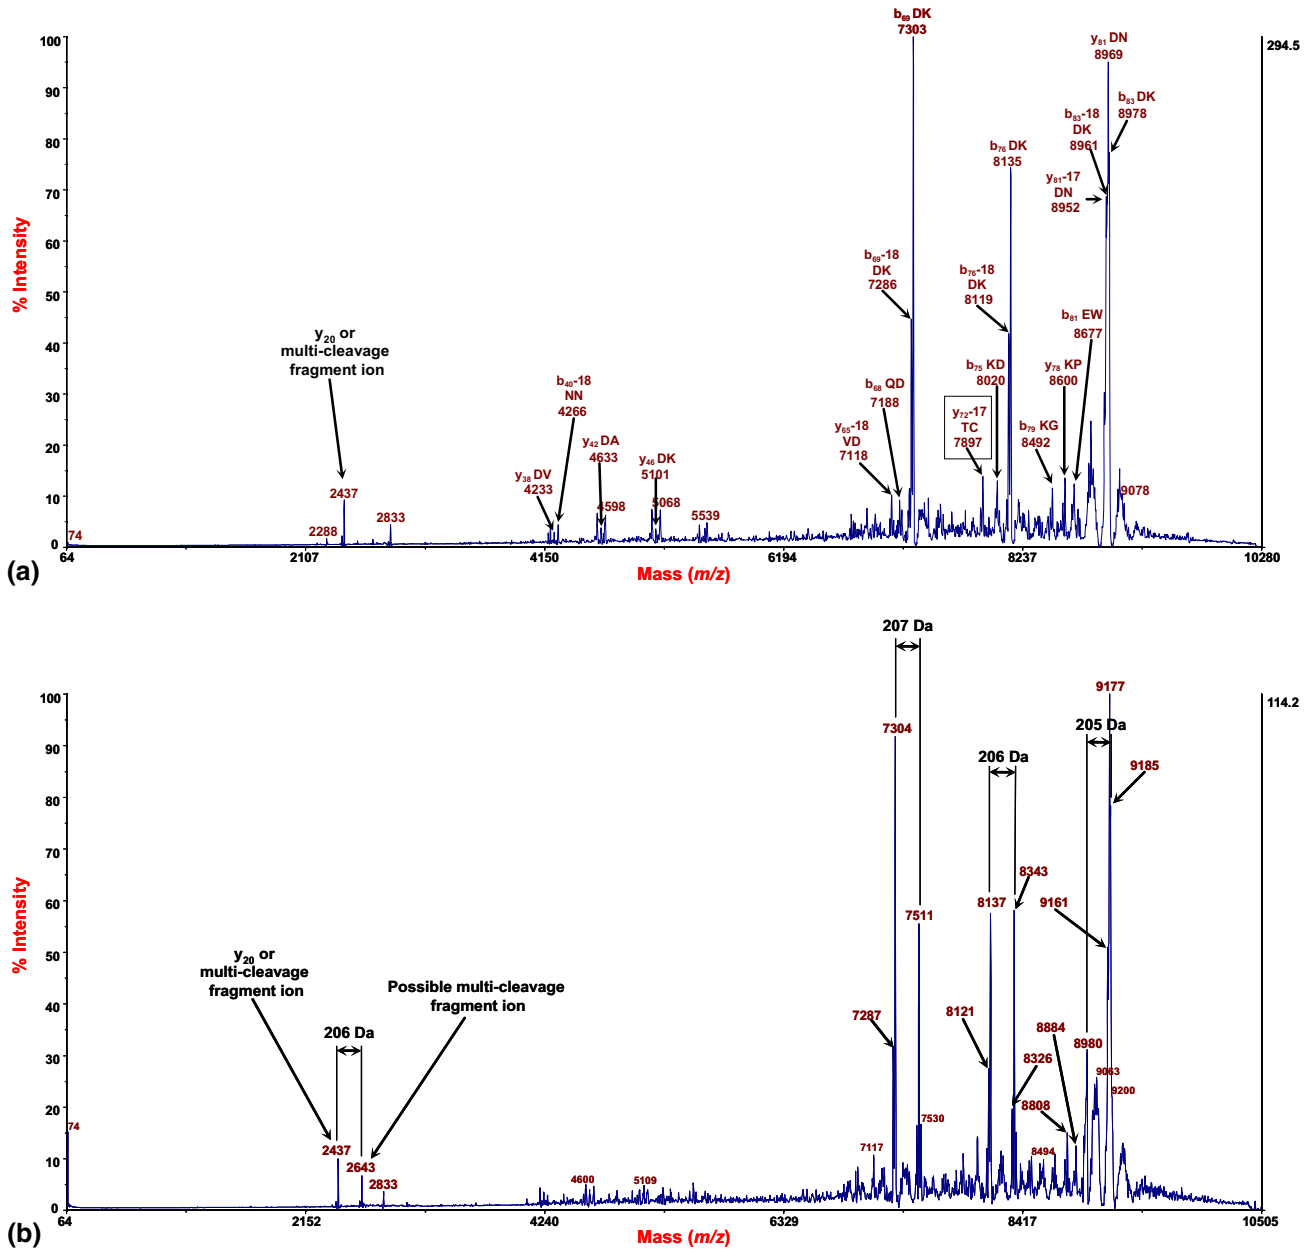 b₆₉ DK
7303
y₈₁ DN
8969
294.5
b₈₃ DK
8978
b₈₃-18
DK
8961
y₈₁-17
DN
8952
b₇₆ DK
8135
b₆₉-18
DK
7286
b₇₆-18
DK
8119
b₈₁ EW
8677
y₂₀ or
multi-cleavage
fragment ion
b₄₀-18
NN
4266
b₆₈ QD
7188
b₇₅ KD
8020
y₇₈ KP
8600
y₇₂-17
TC
7897
y₆₅-18
VD
7118
b₇₉ KG
8492
y₄₂ DA
4633
y₄₆ DK
5101
y₃₈ DV
4233
2437
2288
2833
4598
5068
5539
9078
74
100
90
80
70
60
50
40
30
20
10
0
% Intensity
64
2107
4150
6194
8237
10280
Mass (m/z)
(a)
207 Da
9177
114.2
205 Da
7304
206 Da
9185
8343
8137
9161
7511
y₂₀ or
multi-cleavage
fragment ion
Possible multi-cleavage
fragment ion
206 Da
7287
8121
8884
8980
8326
9063
9200
8808
7530
74
2437
2643
2833
4600
5109
7117
8494
100
90
80
70
60
50
40
30
20
10
0
% Intensity
64
2152
4240
6329
8417
10505
Mass (m/z)
(b)